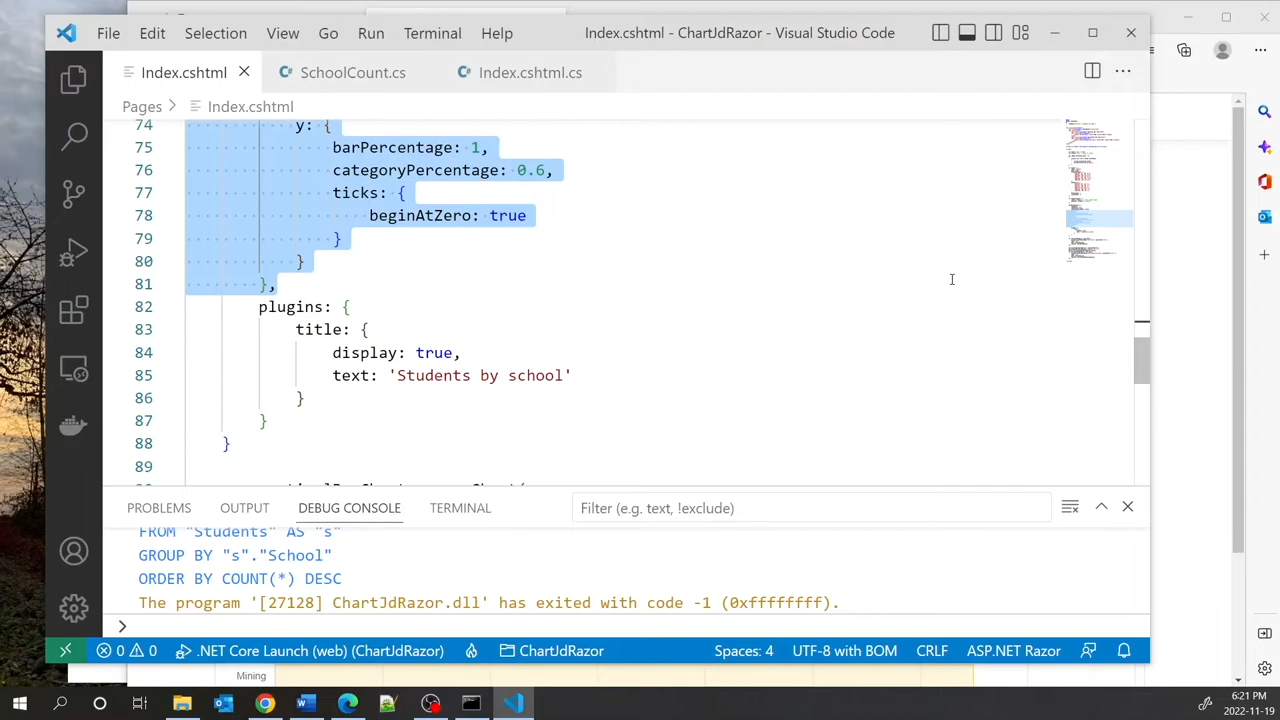 File Edit Selection View Go Run Terminal Help Index.cshtml - ChartJdRazor - Visual Studio Code
Index.cshtml SchoolCount.cs Index.cshtml.cs
Pages Index.cshtml
74 y: {
75 barPercentage: 1,
76 categoryPercentage: 0.6,
77 ticks: {
78 beginAtZero: true
79 }
80 }
81 },
82 plugins: {
83 title: {
84 display: true,
85 text: 'Students by school'
86 }
87 }
88 }
89
PROBLEMS OUTPUT DEBUG CONSOLE TERMINAL Filter (e.g. text, !exclude)
FROM "Students" AS "s"
GROUP BY "s"."School"
ORDER BY COUNT(*) DESC
The program '[27128] ChartJdRazor.dll' has exited with code -1 (0xffffffff).
0 0 .NET Core Launch (web) (ChartJdRazor) ChartJdRazor Spaces: 4 UTF-8 with BOM CRLF ASP.NET Razor
Mining
6:21 PM
2022-11-19